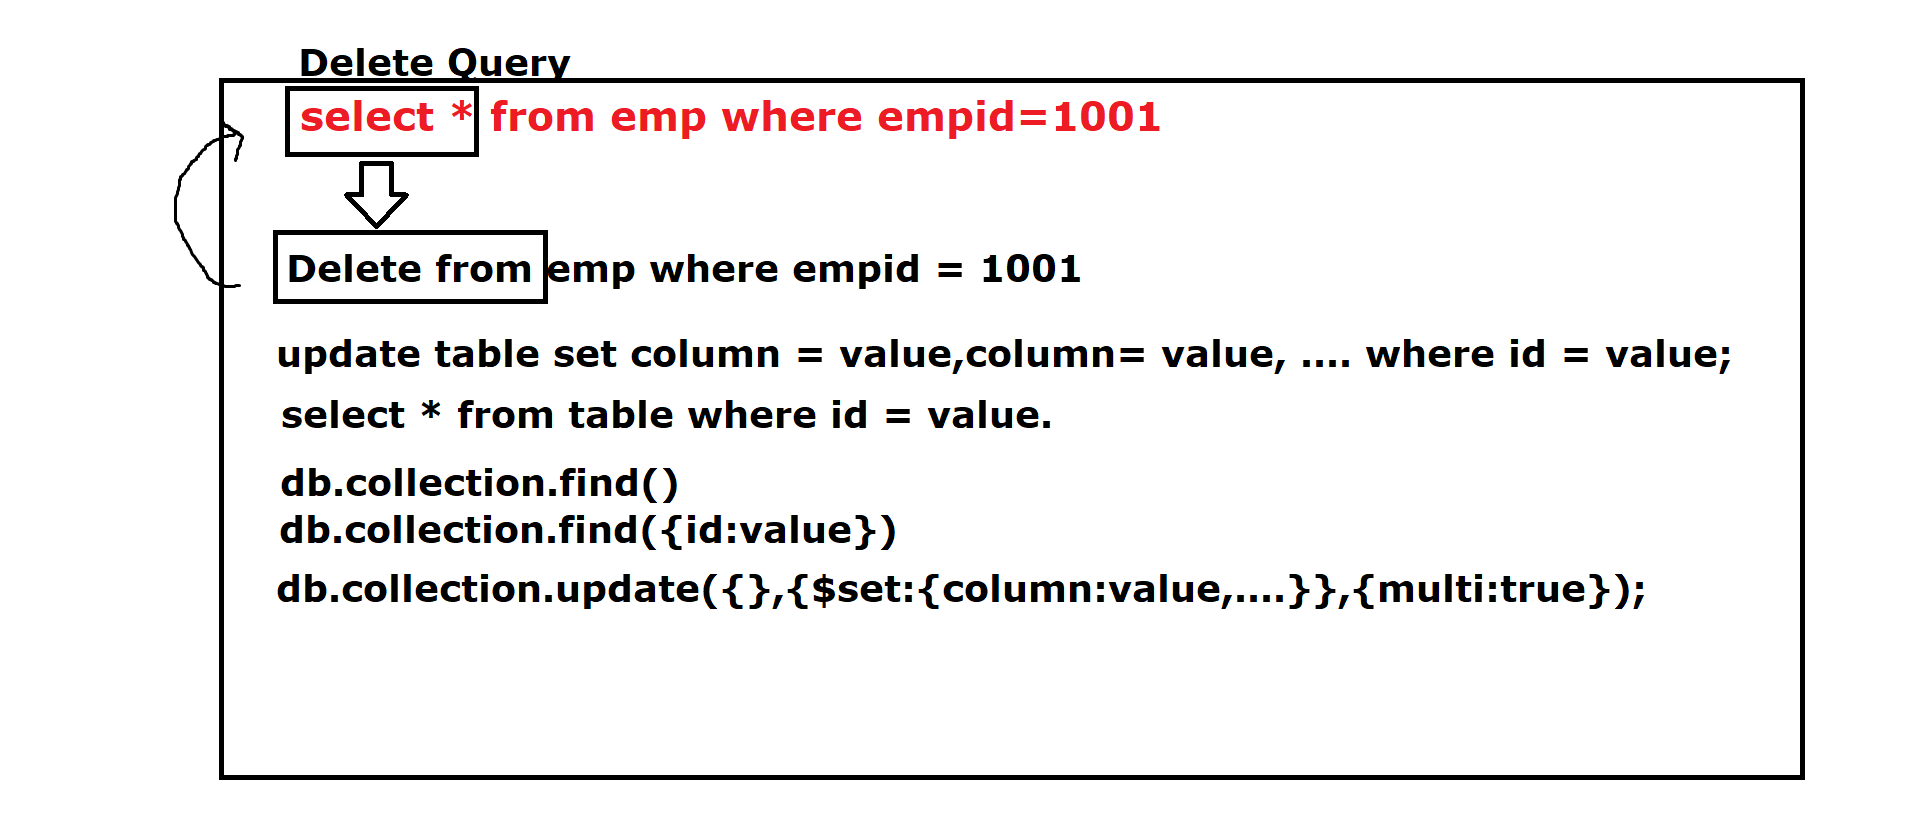 Delete Query
select * from emp where empid=1001
Delete from emp where empid = 1001
update table set column = value,column= value, .... where id = value;
select * from table where id = value.
db.collection.find()
db.collection.find({id:value})
db.collection.update({},{$set:{column:value,....}},{multi:true});